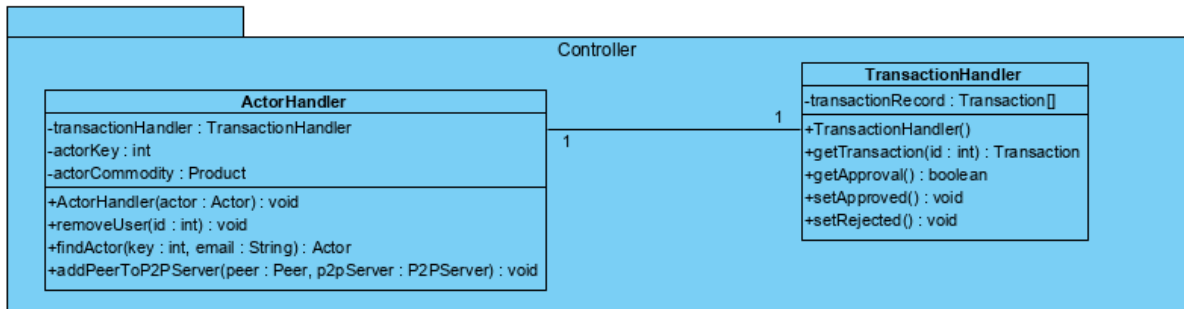 Controller
ActorHandler
-transactionHandler : TransactionHandler
-actorKey : int
-actorCommodity : Product
+ActorHandler(actor : Actor) : void
+removeUser(id : int) : void
+findActor(key : int, email : String) : Actor
+addPeerToP2PServer(peer : Peer, p2pServer : P2PServer) : void
1
1
TransactionHandler
-transactionRecord : Transaction[]
+TransactionHandler()
+getTransaction(id : int) : Transaction
+getApproval() : boolean
+setApproved() : void
+setRejected() : void